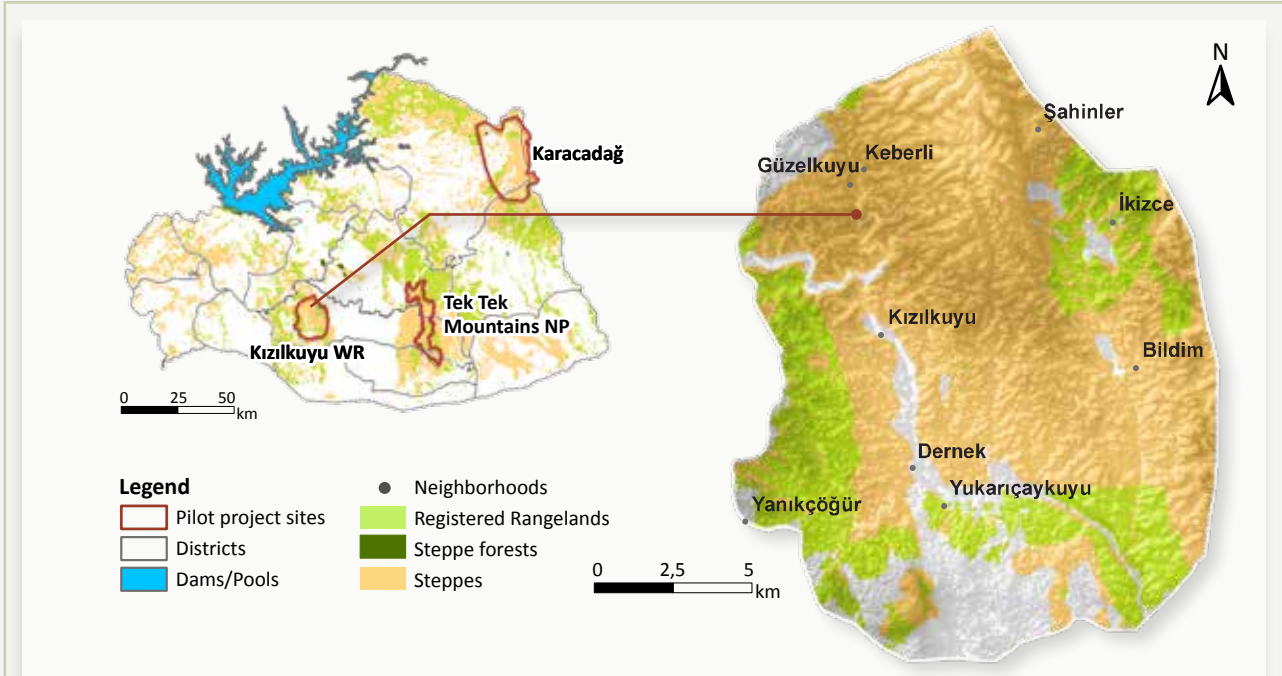 N
Şahinler
Karacadağ
Keberli
Güzelkuyu
İkizce
Tek Tek
Mountains NP
Kızılkuyu WR
Kızılkuyu
Bildim
0 25 50
km
Dernek
Yukarıçaykuyu
Yanıkçöğür
Legend
Pilot project sites
Districts
Dams/Pools
Neighborhoods
Registered Rangelands
Steppe forests
Steppes
0 2,5 5
km